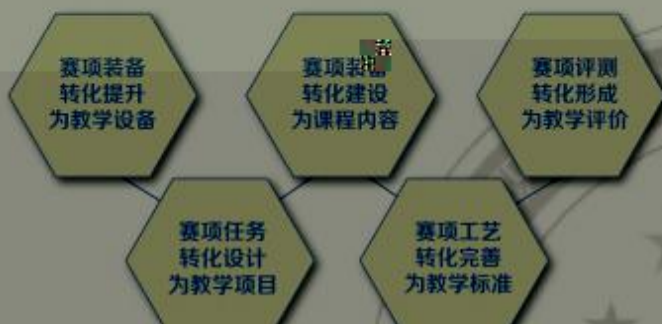 赛项装备
转化提升
为教学设备
赛项装备
转化建设
为课程内容
赛项评测
转化形成
为教学评价
赛项任务
转化设计
为教学项目
赛项工艺
转化完善
为教学标准